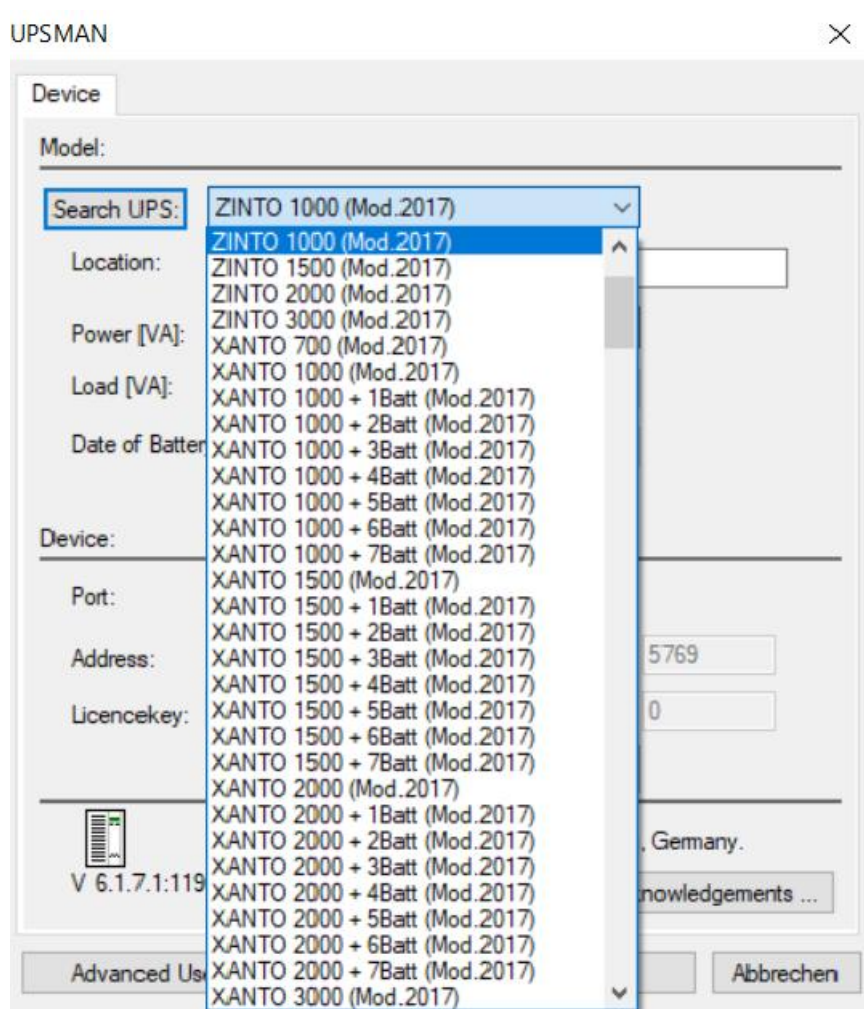 UPSMAN
Device
Model:
Search UPS: ZINTO 1000 (Mod.2017)
ZINTO 1000 (Mod.2017)
Location:
ZINTO 1500 (Mod.2017)
ZINTO 2000 (Mod.2017)
ZINTO 3000 (Mod.2017)
Power [VA]:
XANTO 700 (Mod.2017)
XANTO 1000 (Mod.2017)
Load [VA]:
XANTO 1000 + 1Batt (Mod.2017)
XANTO 1000 + 2Batt (Mod.2017)
Date of Batter
XANTO 1000 + 3Batt (Mod.2017)
XANTO 1000 + 4Batt (Mod.2017)
XANTO 1000 + 5Batt (Mod.2017)
XANTO 1000 + 6Batt (Mod.2017)
Device:
XANTO 1000 + 7Batt (Mod.2017)
XANTO 1500 (Mod.2017)
Port:
XANTO 1500 + 1Batt (Mod.2017)
XANTO 1500 + 2Batt (Mod.2017)
Address:
XANTO 1500 + 3Batt (Mod.2017)
5769
XANTO 1500 + 4Batt (Mod.2017)
Licencekey:
XANTO 1500 + 5Batt (Mod.2017)
0
XANTO 1500 + 6Batt (Mod.2017)
XANTO 1500 + 7Batt (Mod.2017)
XANTO 2000 (Mod.2017)
XANTO 2000 + 1Batt (Mod.2017)
XANTO 2000 + 2Batt (Mod.2017)
, Germany.
XANTO 2000 + 3Batt (Mod.2017)
V 6.1.7.1:119
XANTO 2000 + 4Batt (Mod.2017)
nowledgements ...
XANTO 2000 + 5Batt (Mod.2017)
XANTO 2000 + 6Batt (Mod.2017)
Advanced Us
XANTO 2000 + 7Batt (Mod.2017)
Abbrechen
XANTO 3000 (Mod.2017)